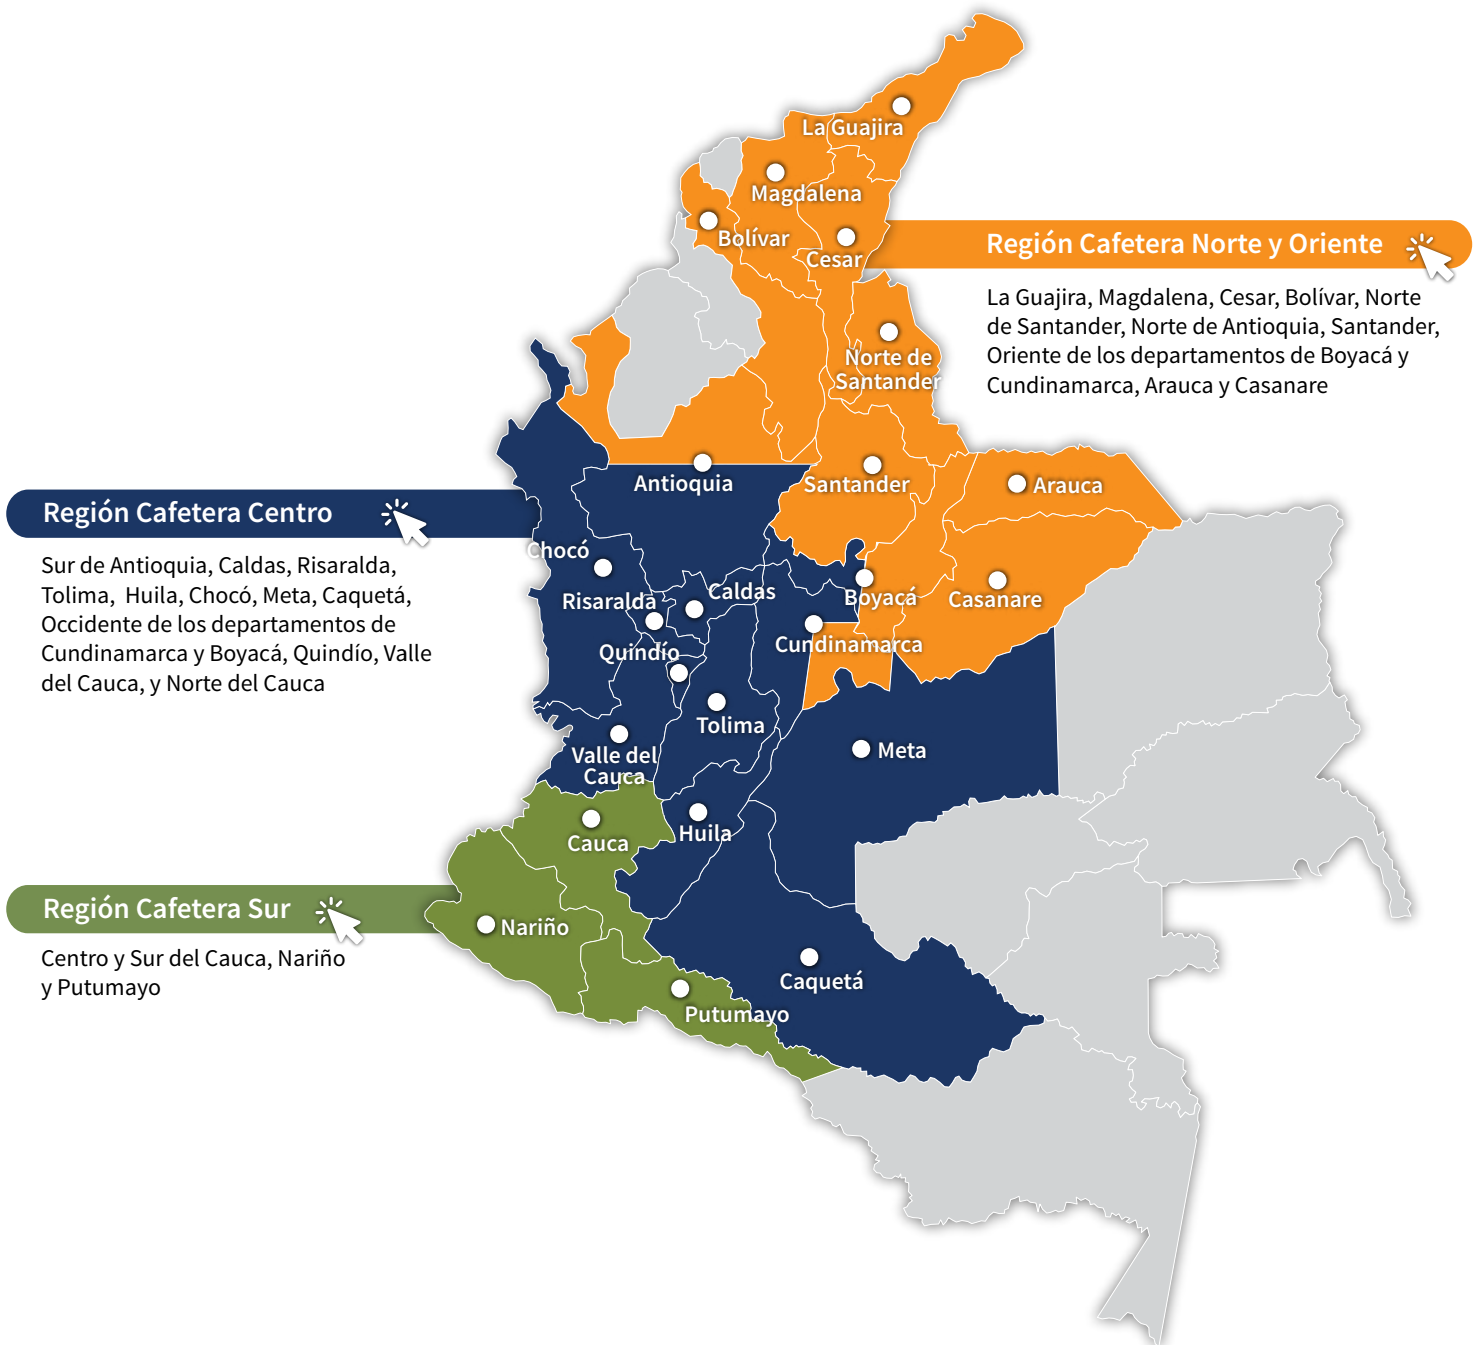 La Guajira
Magdalena
Bolívar
Cesar
Región Cafetera Norte y Oriente
La Guajira, Magdalena, Cesar, Bolívar, Norte
de Santander, Norte de Antioquia, Santander,
Oriente de los departamentos de Boyacá y
Cundinamarca, Arauca y Casanare
Norte de
Santander
Antioquia
Santander
Arauca
Región Cafetera Centro
Sur de Antioquia, Caldas, Risaralda,
Tolima, Huila, Chocó, Meta, Caquetá,
Occidente de los departamentos de
Cundinamarca y Boyacá, Quindío, Valle
del Cauca, y Norte del Cauca
Chocó
Risaralda
Caldas
Boyacá
Casanare
Quindío
Cundinamarca
Tolima
Valle del
Cauca
Meta
Cauca
Huila
Región Cafetera Sur
Centro y Sur del Cauca, Nariño
y Putumayo
Nariño
Caquetá
Putumayo